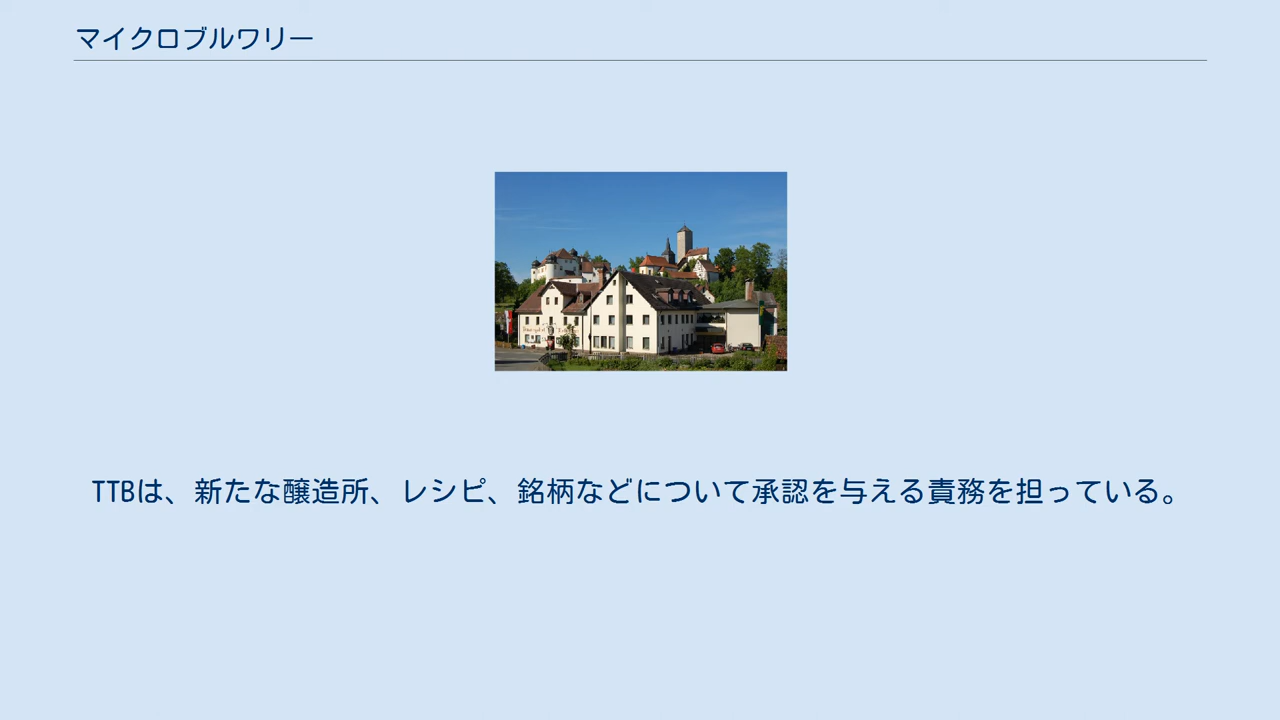 マイクロブルワリー
TTBは、新たな醸造所、レシピ、銘柄などについて承認を与える責務を担っている。